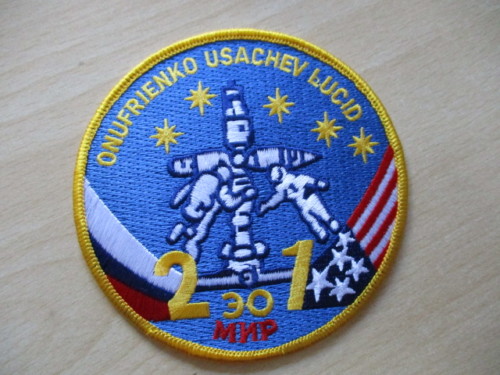 ONUFRIENKO USACHEV LUCID
2 ЭО 1
МИР